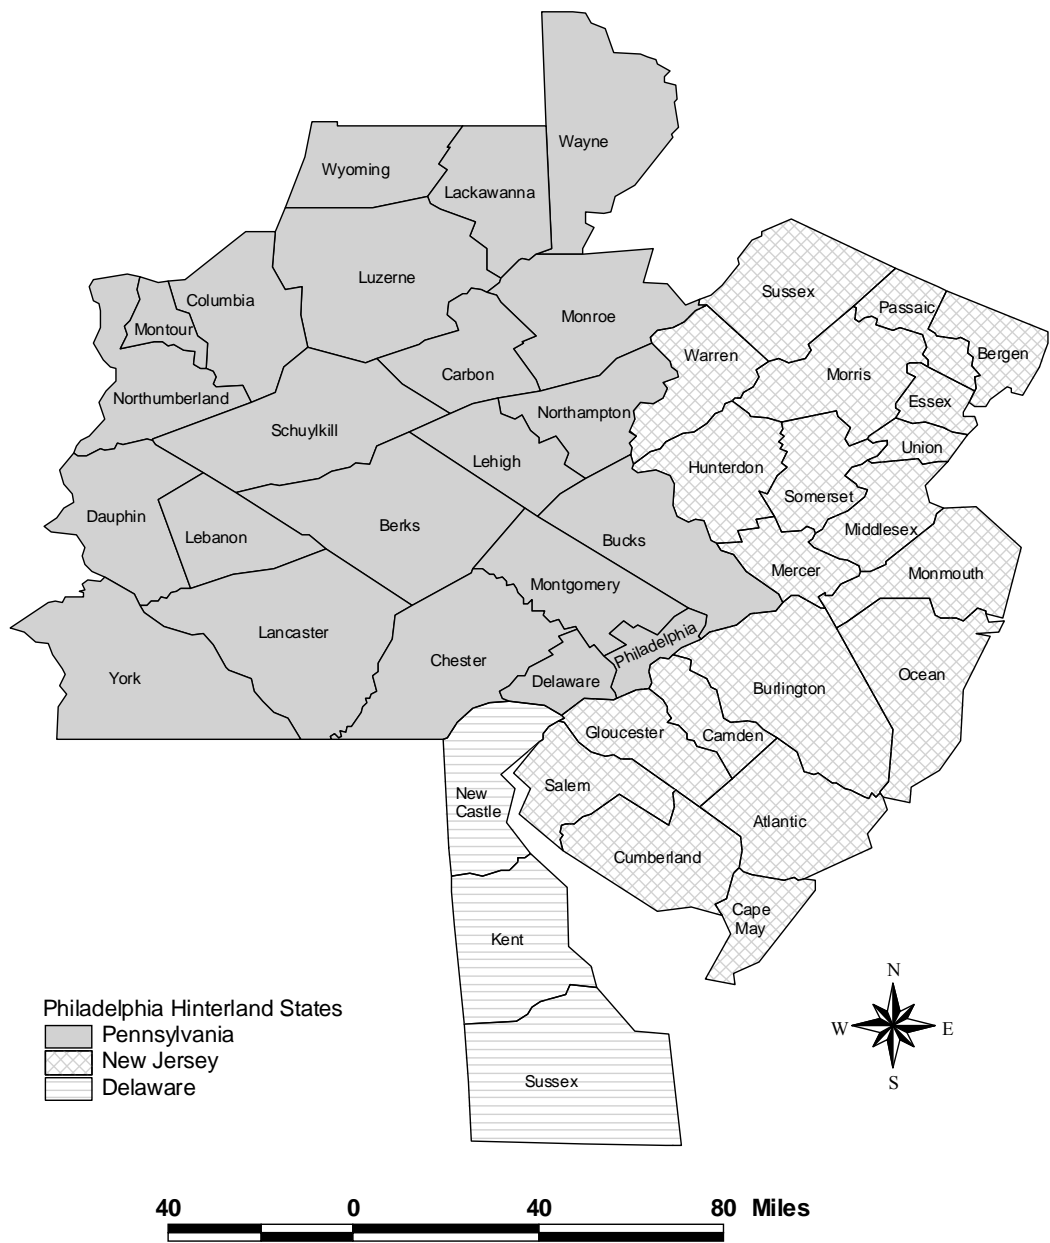 Wayne
Wyoming
Lackawanna
Luzerne
Sussex
Columbia
Passaic
Monroe
Montour
Bergen
Warren
Carbon
Morris
Northumberland
Essex
Northampton
Schuylkill
Union
Lehigh
Hunterdon
Somerset
Dauphin
Berks
Middlesex
Lebanon
Bucks
Mercer
Monmouth
Montgomery
Lancaster
Philadelphia
Chester
York
Ocean
Delaware
Burlington
Gloucester
Camden
Salem
New
Castle
Atlantic
Cumberland
Cape
May
Kent
N
W
E
S
Philadelphia Hinterland States
Pennsylvania
New Jersey
Delaware
Sussex
40 0 40 80 Miles